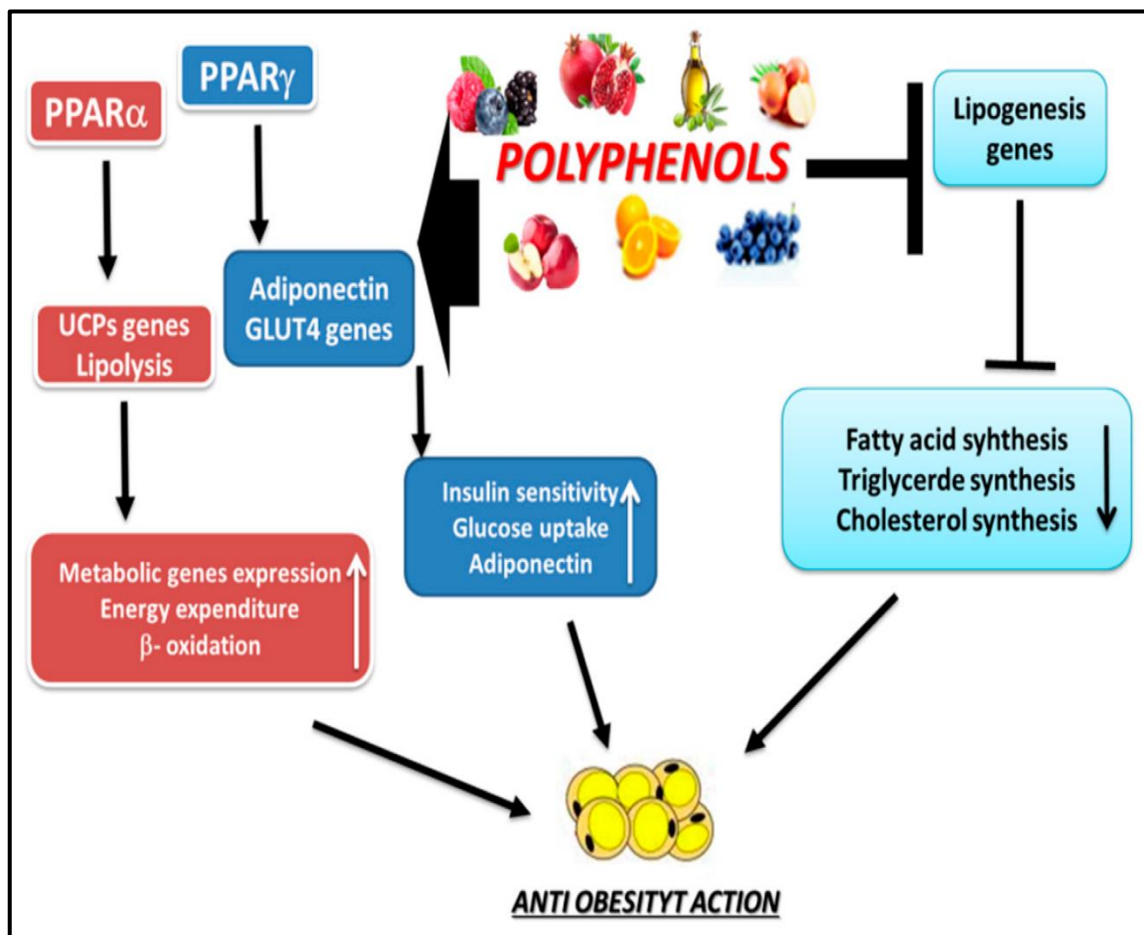 PPARα
PPARγ
POLYPHENOLS
Lipogenesis
genes
UCPs genes
Lipolysis
Adiponectin
GLUT4 genes
Metabolic genes expression
Energy expenditure
β- oxidation
Insulin sensitivity
Glucose uptake
Adiponectin
Fatty acid syhthesis
Triglycerde synthesis
Cholesterol synthesis
ANTI OBESITYT ACTION